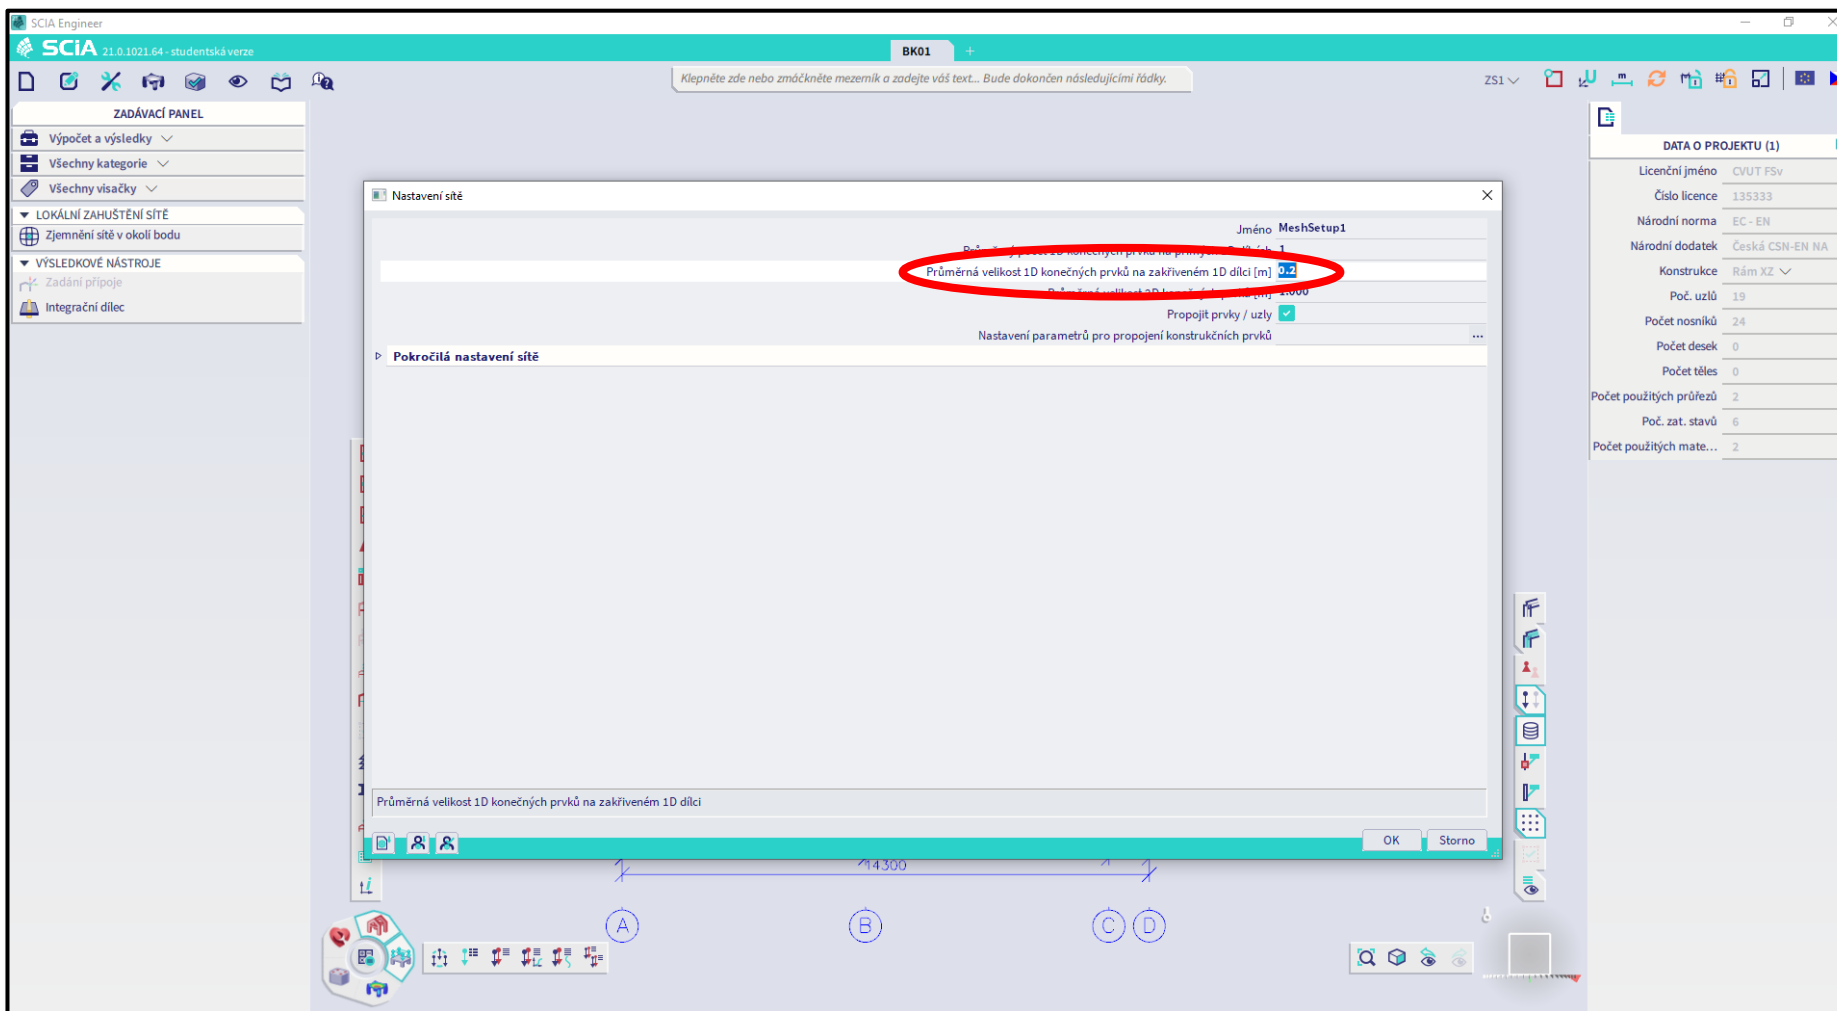 SCIA Engineer
SCiA 21.0.1021.64 - studentská verze
BK01 +
Klepněte zde nebo zmáčkněte mezerník a zadejte váš text... Bude dokončen následujícími řádky.
ZS1
ZADÁVACÍ PANEL
Výpočet a výsledky
Všechny kategorie
Všechny visačky
LOKÁLNÍ ZAHUŠTĚNÍ SÍTĚ
Zjemnění sítě v okolí bodu
VÝSLEDKOVÉ NÁSTROJE
Zadání přípoje
Integrační dílec
Nastavení sítě
Jméno MeshSetup1
Průměrná velikost 1D konečných prvků na zakřiveném 1D dílci [m] 0.2
Propojit prvky / uzly
Nastavení parametrů pro propojení konstrukčních prvků ...
Pokročilá nastavení sítě
Průměrná velikost 1D konečných prvků na zakřiveném 1D dílci
OK Storno
DATA O PROJEKTU (1)
Licenční jméno CVUT FSv
Číslo licence 135333
Národní norma EC - EN
Národní dodatek Česká CSN-EN NA
Konstrukce Rám XZ
Poč. uzlů 19
Počet nosníků 24
Počet desek 0
Počet těles 0
Počet použitých průřezů 2
Poč. zat. stavů 6
Počet použitých mate... 2
14300
A B C D